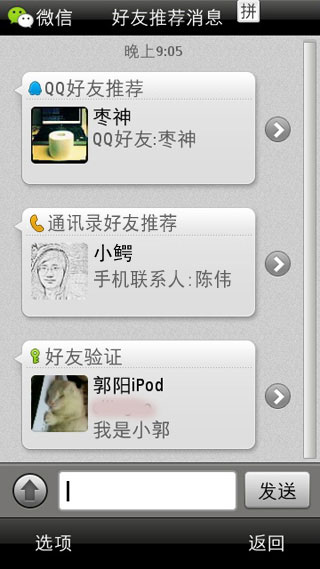 微信
好友推荐消息
拼
晚上9:05
QQ好友推荐
枣神
QQ好友:枣神
通讯录好友推荐
小鳄
手机联系人:陈伟
好友验证
郭阳iPod
我是小郭
发送
选项
返回